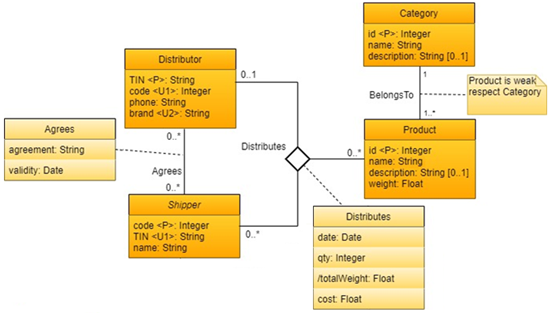 Category
id <P>: Integer
name: String
description: String [0..1]
Distributor
TIN <P>: String
code <U1>: Integer
phone: String
brand <U2>: String
0..1
1
BelongsTo
Product is weak
respect Category
1..*
Agrees
agreement: String
validity: Date
0..*
Agrees
0..*
Distributes
0..*
Product
id <P>: Integer
name: String
description: String [0..1]
weight: Float
Shipper
code <P>: Integer
TIN <U1>: String
name: String
0..*
Distributes
date: Date
qty: Integer
/totalWeight: Float
cost: Float